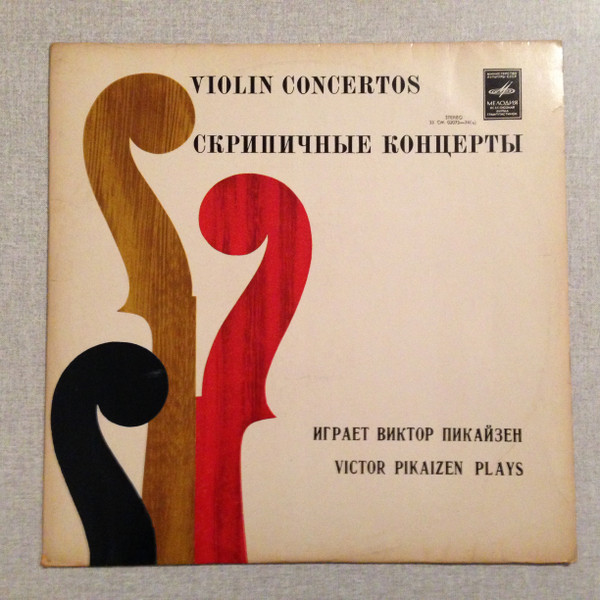 VIOLIN CONCERTOS
МЕЛОДИЯ
STEREO
СКРИПИЧНЫЕ КОНЦЕРТЫ
ИГРАЕТ ВИКТОР ПИКАЙЗЕН
VICTOR PIKAIZEN PLAYS